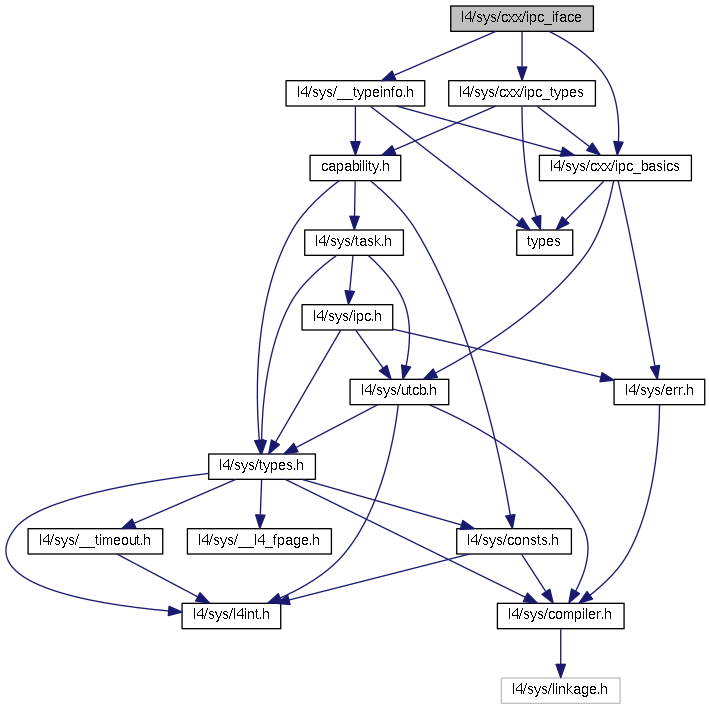 l4/sys/cxx/ipc_iface
l4/sys/__typeinfo.h
l4/sys/cxx/ipc_types
capability.h
l4/sys/cxx/ipc_basics
l4/sys/task.h
types
l4/sys/ipc.h
l4/sys/utcb.h
l4/sys/err.h
l4/sys/types.h
l4/sys/__timeout.h
l4/sys/__l4_fpage.h
l4/sys/consts.h
l4/sys/l4int.h
l4/sys/compiler.h
l4/sys/linkage.h